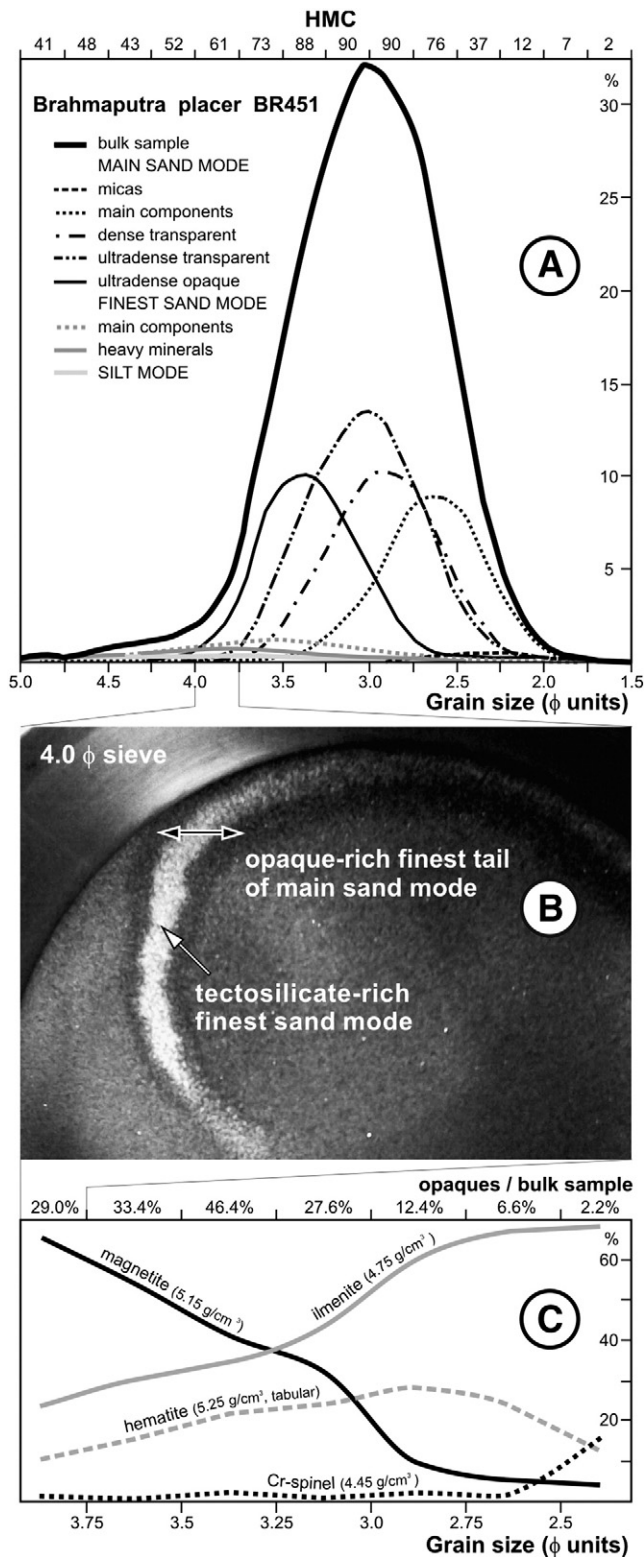 HMC
41 48 43 52 61 73 88 90 90 76 37 12 7 2
%
Brahmaputra placer BR451
30
bulk sample
MAIN SAND MODE
micas
25
main components
dense transparent
A
ultradense transparent
ultradense opaque
20
FINEST SAND MODE
main components
heavy minerals
SILT MODE
15
10
5
5.0 4.5 4.0 3.5 3.0 2.5 2.0 1.5
Grain size (ϕ units)
4.0 ϕ sieve
opaque-rich finest tail
of main sand mode
B
tectosilicate-rich
finest sand mode
opaques / bulk sample
29.0% 33.4% 46.4% 27.6% 12.4% 6.6% 2.2%
%
magnetite (5.15 g/cm³)
ilmenite (4.75 g/cm³)
60
C
40
hematite (5.25 g/cm³, tabular)
20
Cr-spinel (4.45 g/cm³)
3.75 3.5 3.25 3.0 2.75 2.5
Grain size (ϕ units)